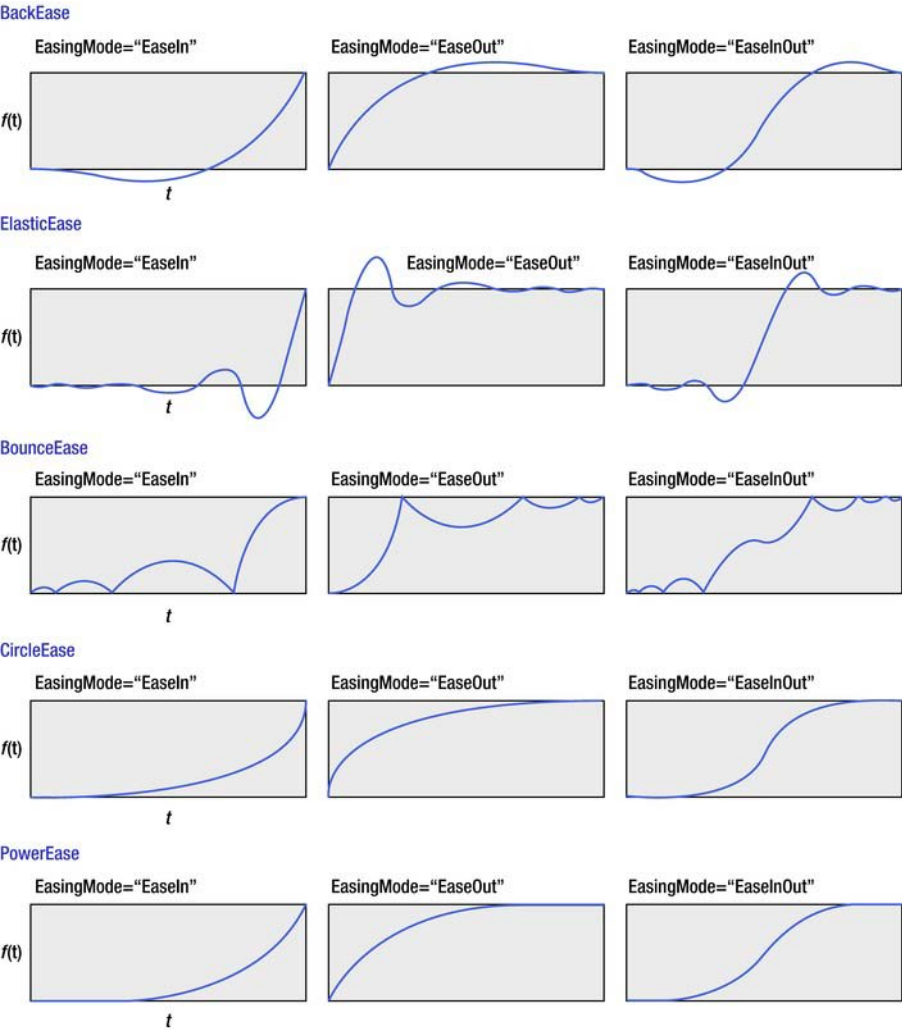 BackEase
EasingMode=“EaseIn” EasingMode=“EaseOut” EasingMode=“EaseInOut”
f(t)
t
ElasticEase
EasingMode=“EaseIn” EasingMode=“EaseOut” EasingMode=“EaseInOut”
f(t)
t
BounceEase
EasingMode=“EaseIn” EasingMode=“EaseOut” EasingMode=“EaseInOut”
f(t)
t
CircleEase
EasingMode=“EaseIn” EasingMode=“EaseOut” EasingMode=“EaseInOut”
f(t)
t
PowerEase
EasingMode=“EaseIn” EasingMode=“EaseOut” EasingMode=“EaseInOut”
f(t)
t